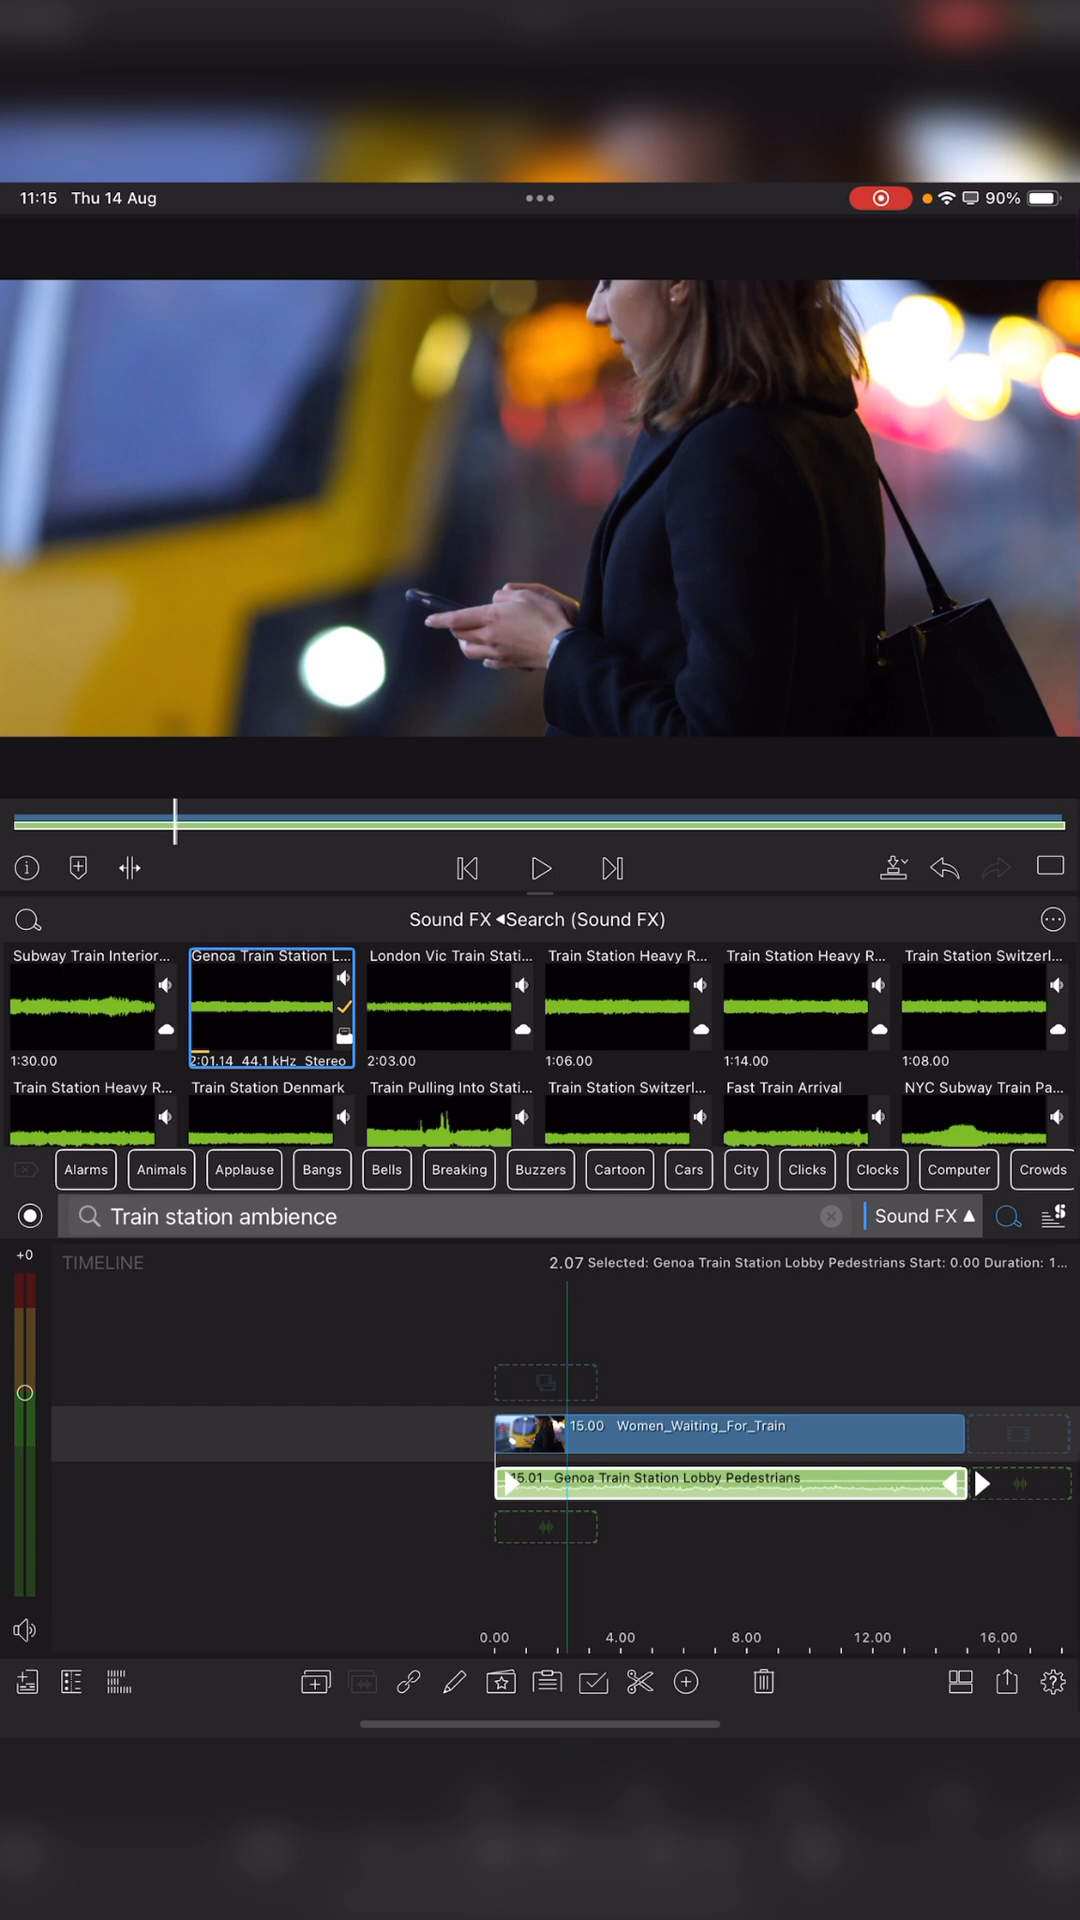 11:15 Thu 14 Aug
90%
Sound FX ◀Search (Sound FX)
Subway Train Interior... Genoa Train Station L... London Vic Train Stati... Train Station Heavy R... Train Station Heavy R... Train Station Switzerl...
1:30.00 2:01.14 44.1 kHz Stereo 2:03.00 1:06.00 1:14.00 1:08.00
Train Station Heavy R... Train Station Denmark Train Pulling Into Stati... Train Station Switzerl... Fast Train Arrival NYC Subway Train Pa...
Alarms Animals Applause Bangs Bells Breaking Buzzers Cartoon Cars City Clicks Clocks Computer Crowds
Train station ambience Sound FX ▲
+0
TIMELINE 2.07 Selected: Genoa Train Station Lobby Pedestrians Start: 0.00 Duration: 1...
15.00 Women_Waiting_For_Train
15.01 Genoa Train Station Lobby Pedestrians
0.00 4.00 8.00 12.00 16.00